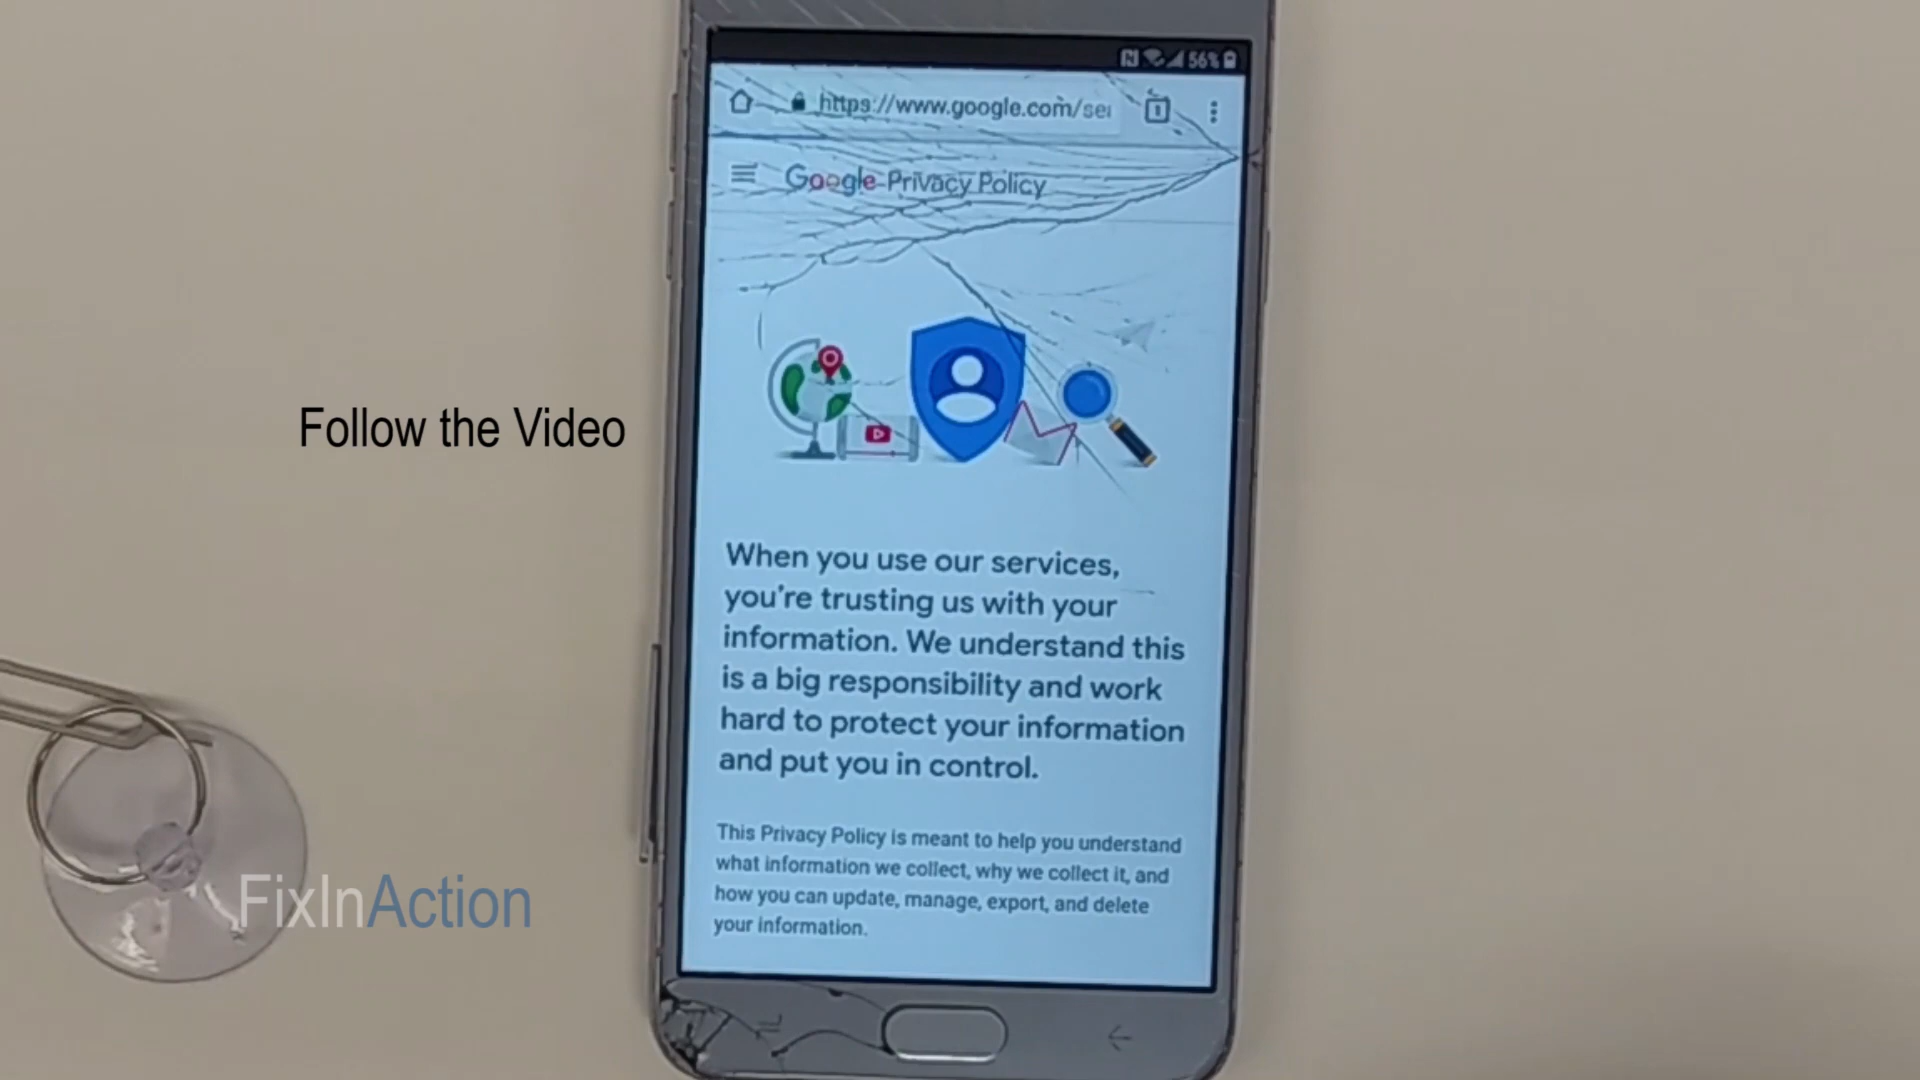 56%
https://www.google.com/ser
1
Google Privacy Policy
Follow the Video
When you use our services,
you're trusting us with your
information. We understand this
is a big responsibility and work
hard to protect your information
and put you in control.
This Privacy Policy is meant to help you understand
what information we collect, why we collect it, and
how you can update, manage, export, and delete
your information.
FixInAction